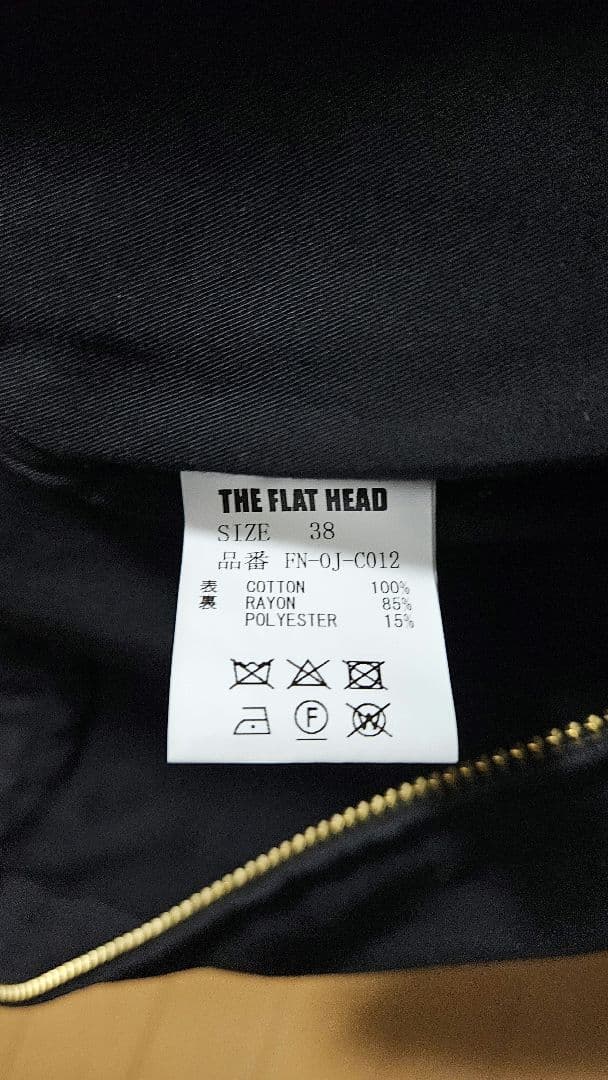 THE FLAT HEAD
SIZE 38
品番 FN-OJ-C012
表 COTTON 100%
裏 RAYON 85%
POLYESTER 15%
F W